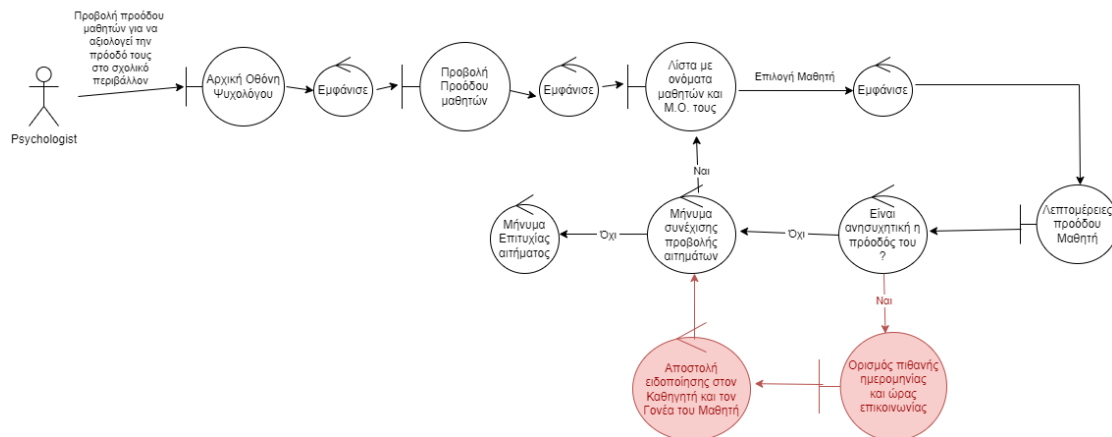 Προβολή προόδου
μαθητών για να
αξιολογεί την
πρόοδό τους
στο σχολικό
περιβάλλον
Psychologist
Αρχική Οθόνη
Ψυχολόγου
Εμφάνισε
Προβολή
Προόδου
μαθητών
Εμφάνισε
Λίστα με
ονόματα
μαθητών και
Μ.Ο. τους
Επιλογή Μαθητή
Εμφάνισε
Λεπτομέρειες
προόδου
Μαθητή
Είναι
ανησυχητική η
πρόοδός του
?
Όχι
Μήνυμα
συνέχισης
προβολής
αιτημάτων
Ναι
Όχι
Μήνυμα
Επιτυχίας
αιτήματος
Ναι
Ορισμός πιθανής
ημερομηνίας
και ώρας
επικοινωνίας
Αποστολή
ειδοποίησης στον
Καθηγητή και τον
Γονέα του Μαθητή